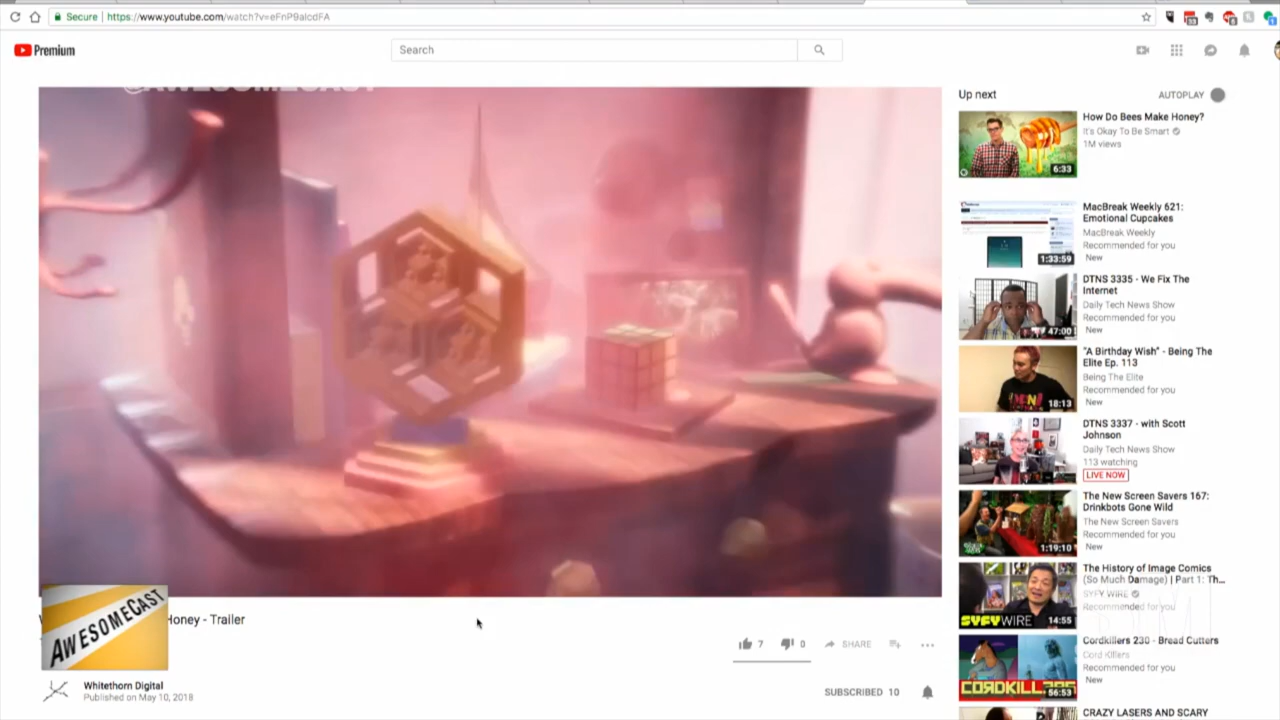 Secure https://www.youtube.com/watch?v=eFnP9alcdFA
Premium
Search
@AWESOMECAST
Up next
AUTOPLAY
How Do Bees Make Honey?
It's Okay To Be Smart
1M views
6:33
MacBreak Weekly 621:
Emotional Cupcakes
MacBreak Weekly
Recommended for you
New
1:33:59
DTNS 3335 - We Fix The
Internet
Daily Tech News Show
Recommended for you
New
47:00
"A Birthday Wish" - Being The
Elite Ep. 113
Being The Elite
Recommended for you
New
18:13
DTNS 3337 - with Scott
Johnson
Daily Tech News Show
113 watching
LIVE NOW
The New Screen Savers 167:
Drinkbots Gone Wild
The New Screen Savers
Recommended for you
New
1:19:10
The History of Image Comics
(So Much Damage) | Part 1: Th...
SYFY WIRE
Recommended for you
SYFY WIRE
14:55
Cordkillers 230 - Bread Cutters
Cord Killers
Recommended for you
New
CORDKILL
56:53
CRAZY LASERS AND SCARY
AWESOMECAST
Honey - Trailer
7 0 SHARE
Whitethorn Digital
Published on May 10, 2018
SUBSCRIBED 10